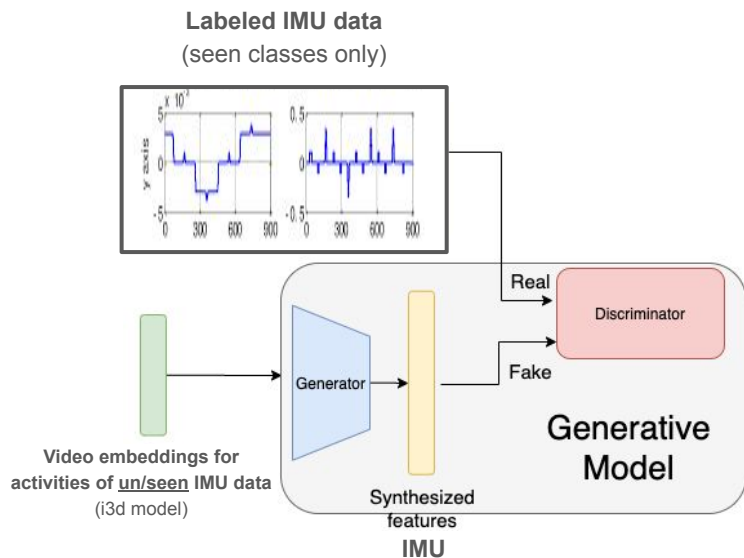 Labeled IMU data
(seen classes only)
5
x 10
y axis
0
-5
0
300
600
900
0.5
0
-0.5
0
300
600
900
Real
Discriminator
Generator
Fake
Generative
Model
Video embeddings for
activities of un/seen IMU data
(i3d model)
Synthesized
features
IMU